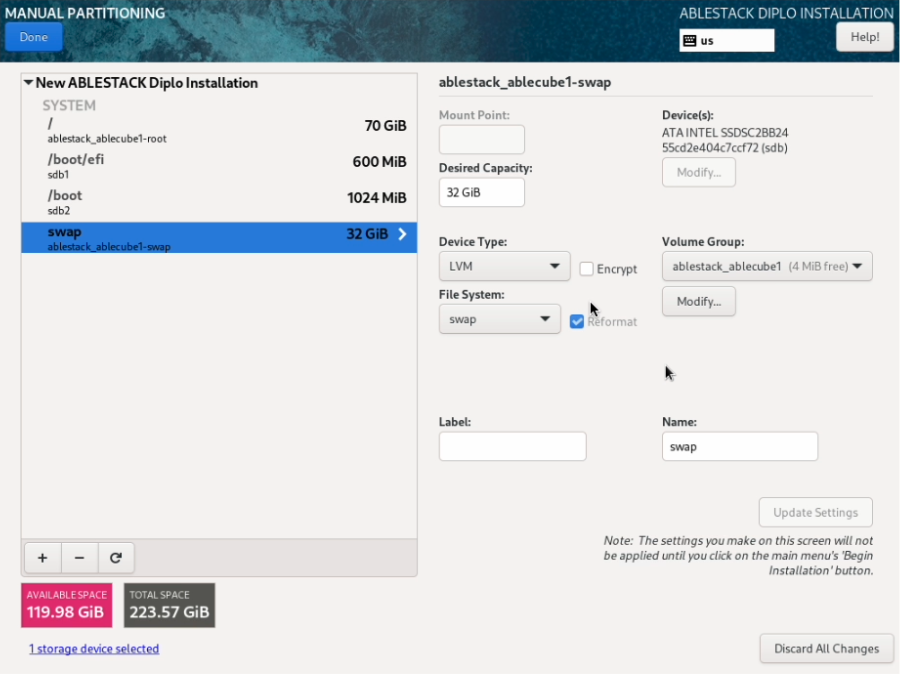 MANUAL PARTITIONING
ABLESTACK DIPLO INSTALLATION
Done
us
Help!
New ABLESTACK Diplo Installation
SYSTEM
/
70 GiB
ablestack_ablecube1-root
/boot/efi
600 MiB
sdb1
/boot
1024 MiB
sdb2
swap
32 GiB
ablestack_ablecube1-swap
+ −
AVAILABLE SPACE
119.98 GiB
TOTAL SPACE
223.57 GiB
1 storage device selected
ablestack_ablecube1-swap
Mount Point:
Device(s):
ATA INTEL SSDSC2BB24
55cd2e404c7ccf72 (sdb)
Modify...
Desired Capacity:
32 GiB
Device Type:
LVM
Encrypt
Volume Group:
ablestack_ablecube1 (4 MiB free)
Modify...
File System:
swap
Reformat
Label:
Name:
swap
Update Settings
Note: The settings you make on this screen will not
be applied until you click on the main menu's 'Begin
Installation' button.
Discard All Changes